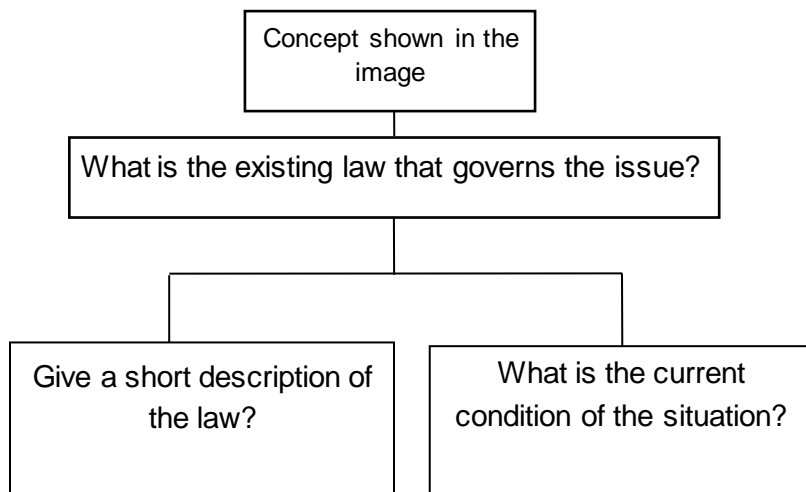 Concept shown in the
image
What is the existing law that governs the issue?
Give a short description of
the law?
What is the current
condition of the situation?